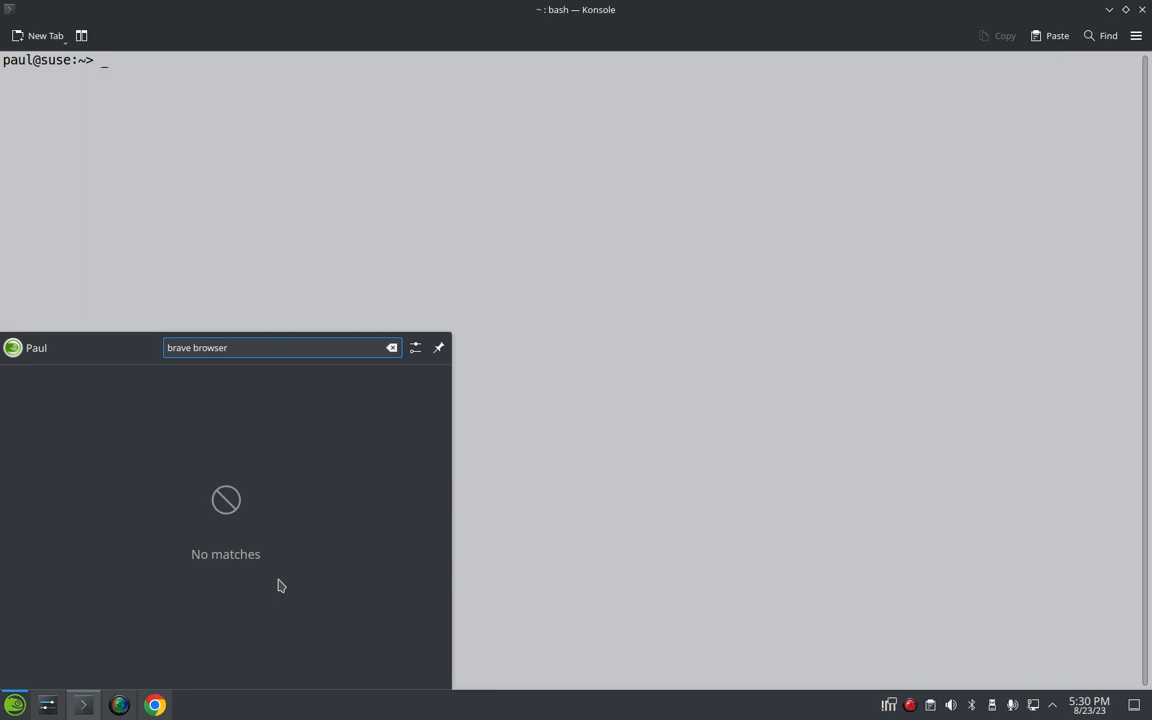 ~ : bash — Konsole
New Tab
Copy Paste Find
paul@suse:~> _
Paul
brave browser
No matches
5:30 PM
8/23/23